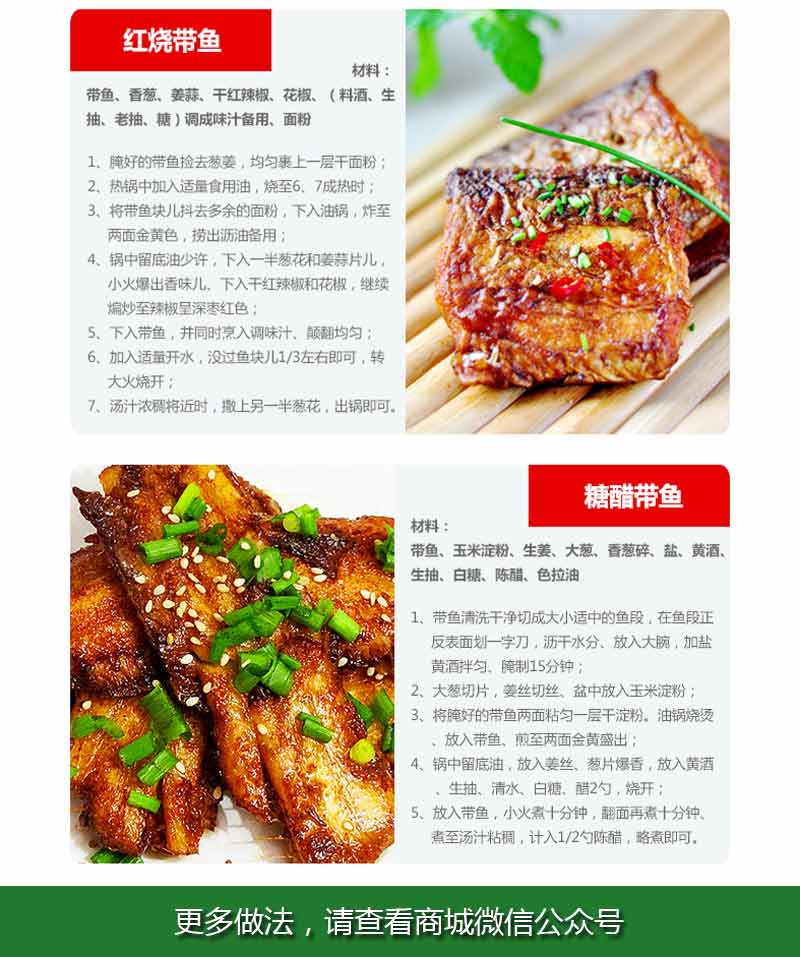 红烧带鱼
材料：
带鱼、香葱、姜蒜、干红辣椒、花椒、（料酒、生
抽、老抽、糖）调成味汁备用、面粉
1、腌好的带鱼捡去葱姜，均匀裹上一层干面粉；
2、热锅中加入适量食用油，烧至6、7成热时；
3、将带鱼块儿抖去多余的面粉，下入油锅，炸至
两面金黄色，捞出沥油备用；
4、锅中留底油少许，下入一半葱花和姜蒜片儿，
小火爆出香味儿、下入干红辣椒和花椒，继续
煸炒至辣椒呈深枣红色；
5、下入带鱼，并同时烹入调味汁、颠翻均匀；
6、加入适量开水，没过鱼块儿1/3左右即可，转
大火烧开；
7、汤汁浓稠将近时，撒上另一半葱花，出锅即可。
糖醋带鱼
材料：
带鱼、玉米淀粉、生姜、大葱、香葱碎、盐、黄酒、
生抽、白糖、陈醋、色拉油
1、带鱼清洗干净切成大小适中的鱼段，在鱼段正
反表面划一字刀，沥干水分、放入大腕，加盐
黄酒拌匀、腌制15分钟；
2、大葱切片，姜丝切丝、盆中放入玉米淀粉；
3、将腌好的带鱼两面粘匀一层干淀粉。油锅烧烫
、放入带鱼、煎至两面金黄盛出；
4、锅中留底油，放入姜丝、葱片爆香，放入黄酒
、生抽、清水、白糖、醋2勺，烧开；
5、放入带鱼，小火煮十分钟，翻面再煮十分钟、
煮至汤汁粘稠，计入1/2勺陈醋，略煮即可。
更多做法，请查看商城微信公众号